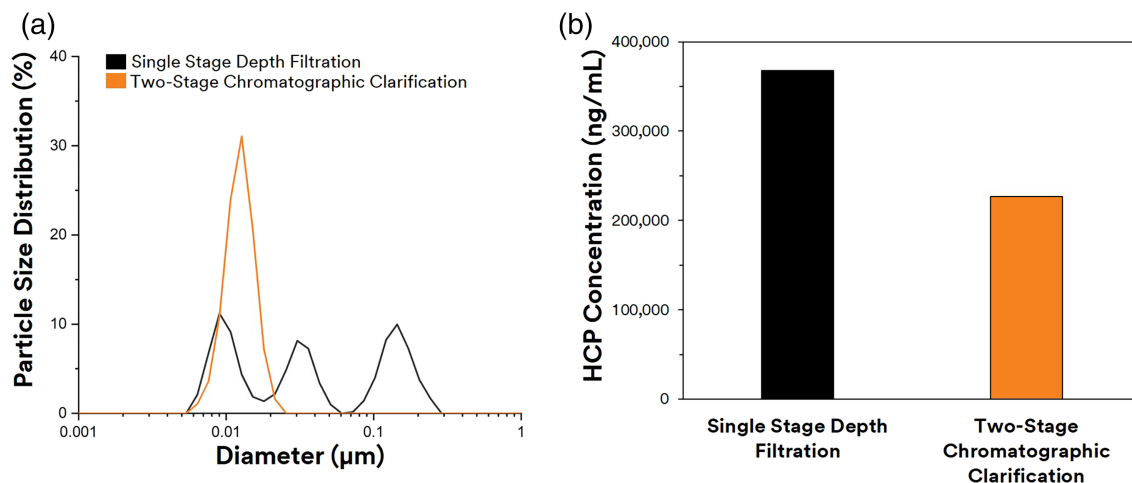 (a)
Particle Size Distribution (%)
40
30
20
10
0
Single Stage Depth Filtration
Two-Stage Chromatographic Clarification
0.001
0.01
0.1
1
Diameter (µm)
(b)
HCP Concentration (ng/mL)
400,000
300,000
200,000
100,000
0
Single Stage Depth
Filtration
Two-Stage
Chromatographic
Clarification